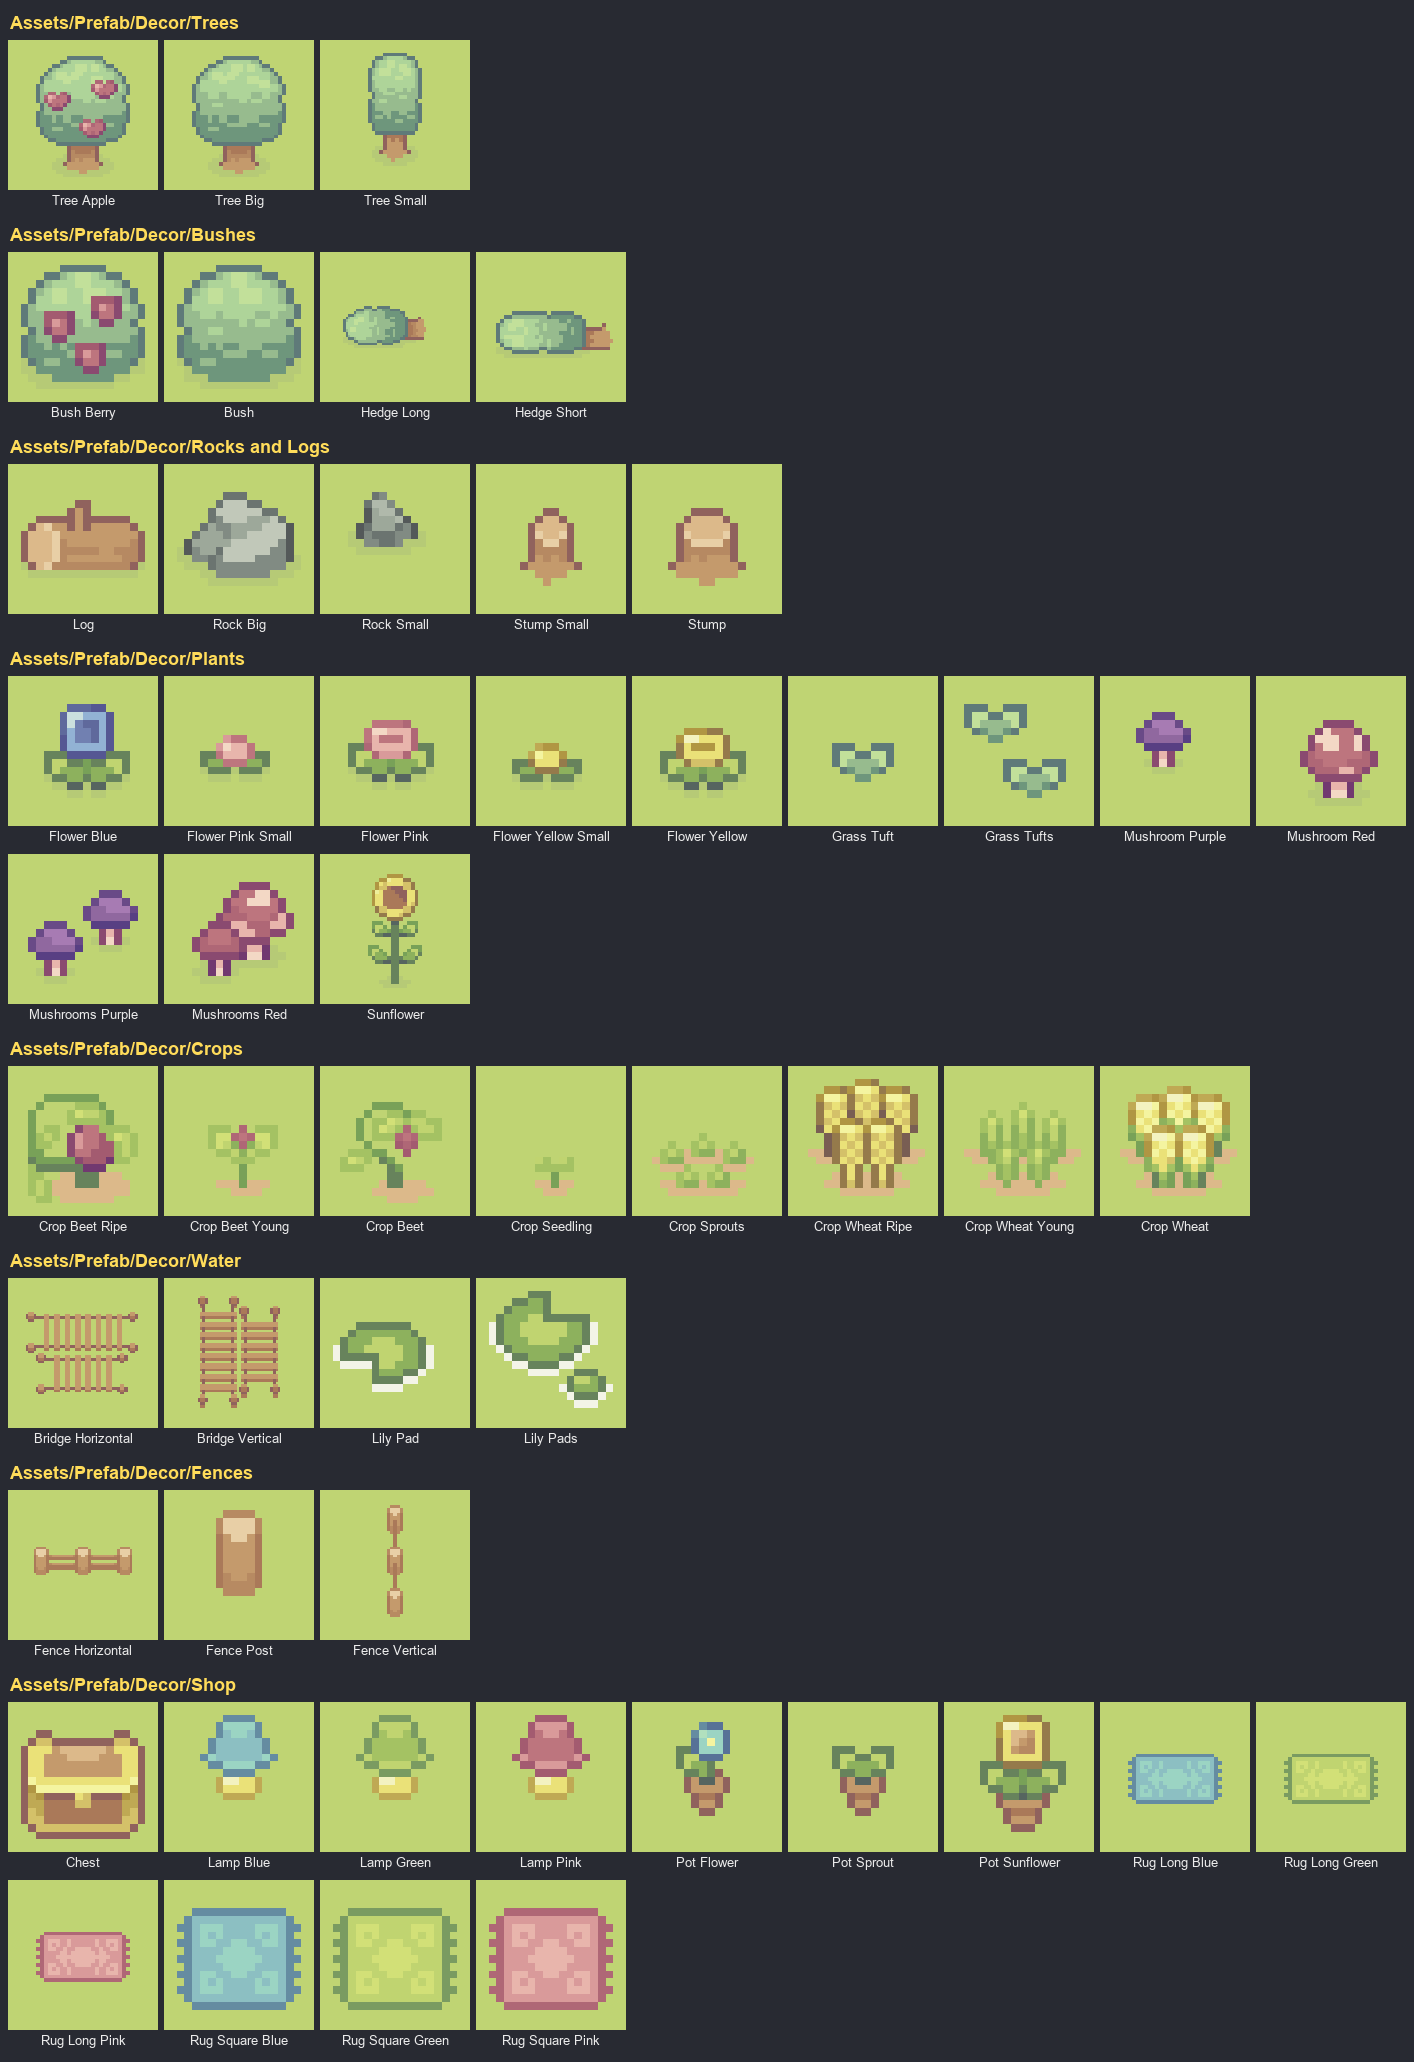 Assets/Prefab/Decor/Trees
Tree Apple Tree Big Tree Small
Assets/Prefab/Decor/Bushes
Bush Berry Bush Hedge Long Hedge Short
Assets/Prefab/Decor/Rocks and Logs
Log Rock Big Rock Small Stump Small Stump
Assets/Prefab/Decor/Plants
Flower Blue Flower Pink Small Flower Pink Flower Yellow Small Flower Yellow Grass Tuft Grass Tufts Mushroom Purple Mushroom Red
Mushrooms Purple Mushrooms Red Sunflower
Assets/Prefab/Decor/Crops
Crop Beet Ripe Crop Beet Young Crop Beet Crop Seedling Crop Sprouts Crop Wheat Ripe Crop Wheat Young Crop Wheat
Assets/Prefab/Decor/Water
Bridge Horizontal Bridge Vertical Lily Pad Lily Pads
Assets/Prefab/Decor/Fences
Fence Horizontal Fence Post Fence Vertical
Assets/Prefab/Decor/Shop
Chest Lamp Blue Lamp Green Lamp Pink Pot Flower Pot Sprout Pot Sunflower Rug Long Blue Rug Long Green
Rug Long Pink Rug Square Blue Rug Square Green Rug Square Pink